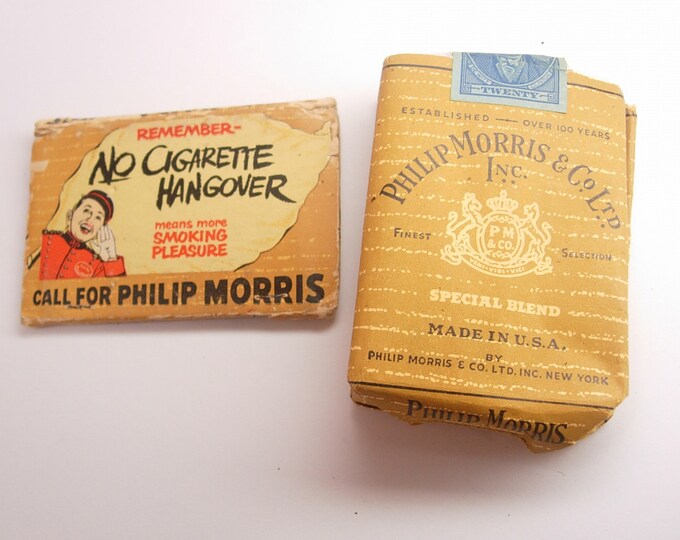 REMEMBER-
NO CIGARETTE
HANGOVER
means more
SMOKING
PLEASURE
CALL FOR PHILIP MORRIS
TWENTY
ESTABLISHED — OVER 100 YEARS
PHILIP MORRIS & CO. LTD.
INC.
FINEST
PM
& CO.
SELECTION
SPECIAL BLEND
MADE IN U.S.A.
BY
PHILIP MORRIS & CO. LTD. INC. NEW YORK
PHILIP MORRIS